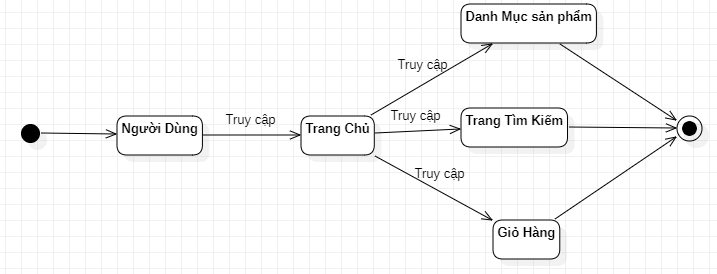 Danh Mục sản phẩm
Truy cập
Người Dùng
Truy cập
Trang Chủ
Truy cập
Trang Tìm Kiếm
Truy cập
Giỏ Hàng